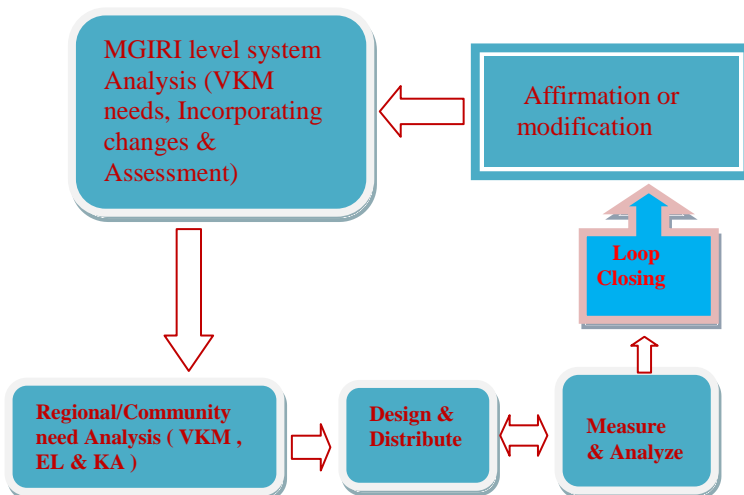 MGIRI level system
Analysis (VKM
needs, Incorporating
changes &
Assessment)
Affirmation or
modification
Loop
Closing
Regional/Community
need Analysis ( VKM ,
EL & KA )
Design &
Distribute
Measure
& Analyze